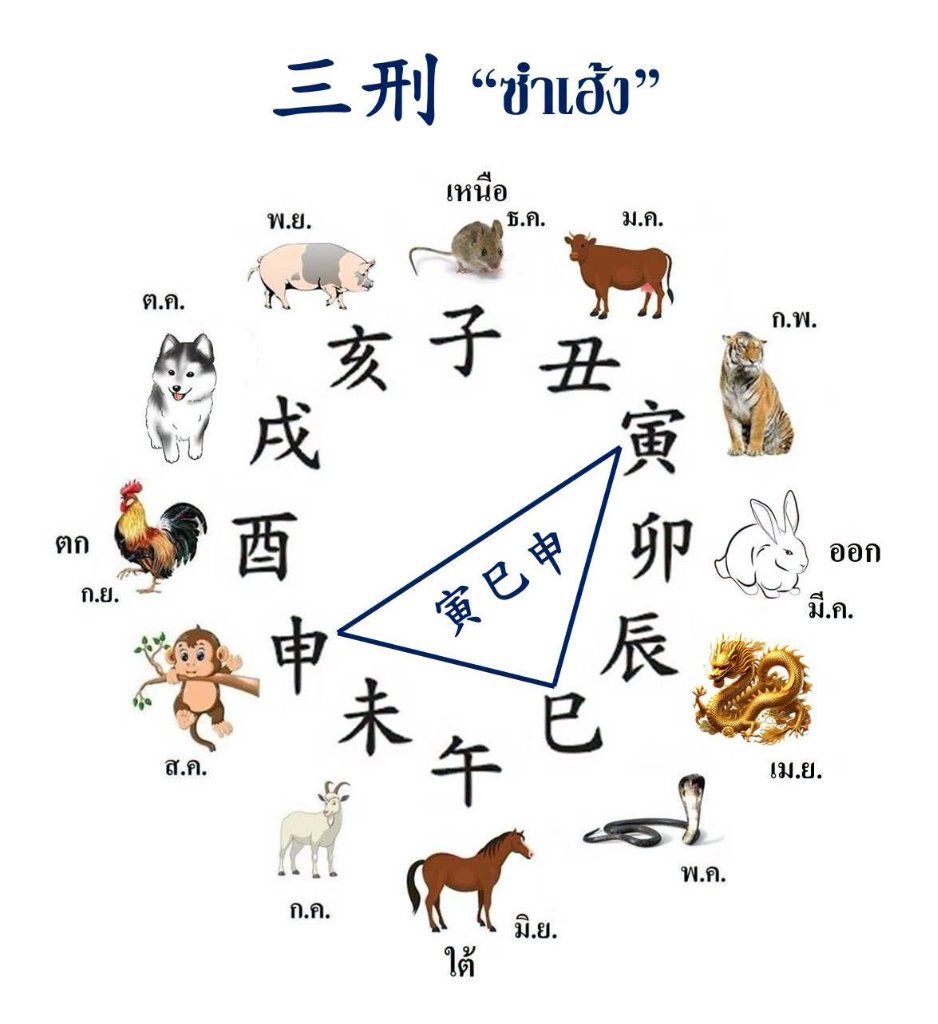 三刑 “ซำเฮ้ง”
เหนือ
พ.ย.
ธ.ค.
ม.ค.
ต.ค.
ก.พ.
亥
子
丑
戌
寅
ตก
酉
寅巳申
卯
ออก
ก.ย.
มี.ค.
申
辰
未
巳
午
ส.ค.
เม.ย.
พ.ค.
ก.ค.
มิ.ย.
ใต้